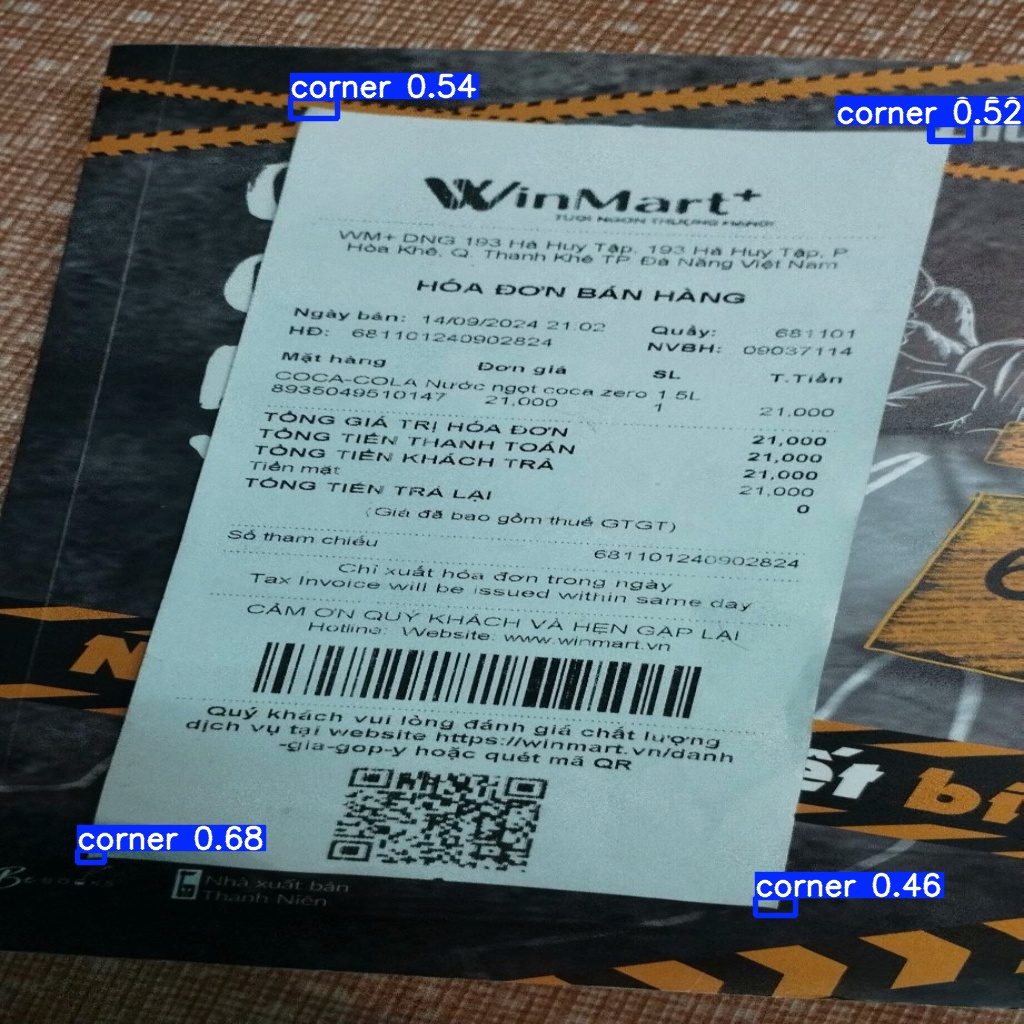 corner 0.54
corner 0.52
WinMart+
TƯƠI NGON THƯỢNG HẠNG!
WM+ DNG 193 Hà Huy Tập, 193 Hà Huy Tập, P
Hòa Khê, Q. Thanh Khê TP. Đà Nẵng Việt Nam
HÓA ĐƠN BÁN HÀNG
Ngày bán: 14/09/2024 21:02 Quầy: 681101
HĐ: 681101240902824 NVBH: 09037114
Mặt hàng Đơn giá SL T.Tiền
COCA-COLA Nước ngọt coca zero 1.5L
8935049510147 21,000 1 21.000
TỔNG GIÁ TRỊ HÓA ĐƠN 21,000
TỔNG TIỀN THANH TOÁN 21,000
TỔNG TIỀN KHÁCH TRẢ 21,000
Tiền mặt 21,000
TỔNG TIỀN TRẢ LẠI 0
(Giá đã bao gồm thuế GTGT)
Số tham chiếu 681101240902824
Chỉ xuất hóa đơn trong ngày
Tax invoice will be issued within same day
CẢM ƠN QUÝ KHÁCH VÀ HẸN GẶP LẠI
Hotline: Website: www.winmart.vn
Quý khách vui lòng đánh giá chất lượng
dịch vụ tại website https://winmart.vn/danh
-gia-gop-y hoặc quét mã QR
ết bi
corner 0.68
corner 0.46
Nhà xuất bản
Thanh Niên